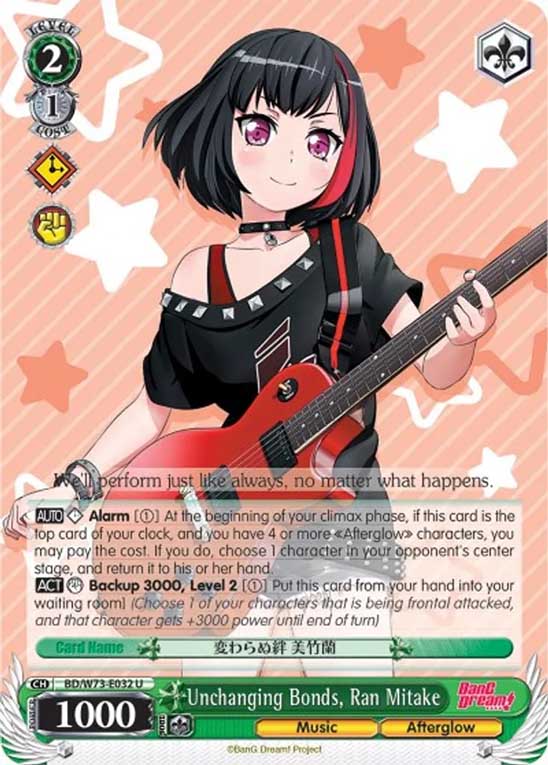 LEVEL
2
1
COST
We'll perform just like always, no matter what happens.
AUTO Alarm [①] At the beginning of your climax phase, if this card is the
top card of your clock, and you have 4 or more ≪Afterglow≫ characters, you
may pay the cost. If you do, choose 1 character in your opponent's center
stage, and return it to his or her hand.
ACT Backup 3000, Level 2 [① Put this card from your hand into your
waiting room] (Choose 1 of your characters that is being frontal attacked,
and that character gets +3000 power until end of turn)
Card Name 変わらぬ絆 美竹蘭
CH BD/W73-E032 U
Unchanging Bonds, Ran Mitake
BanG Dream!
POWER 1000 SOUL
Music Afterglow
©BanG Dream! Project